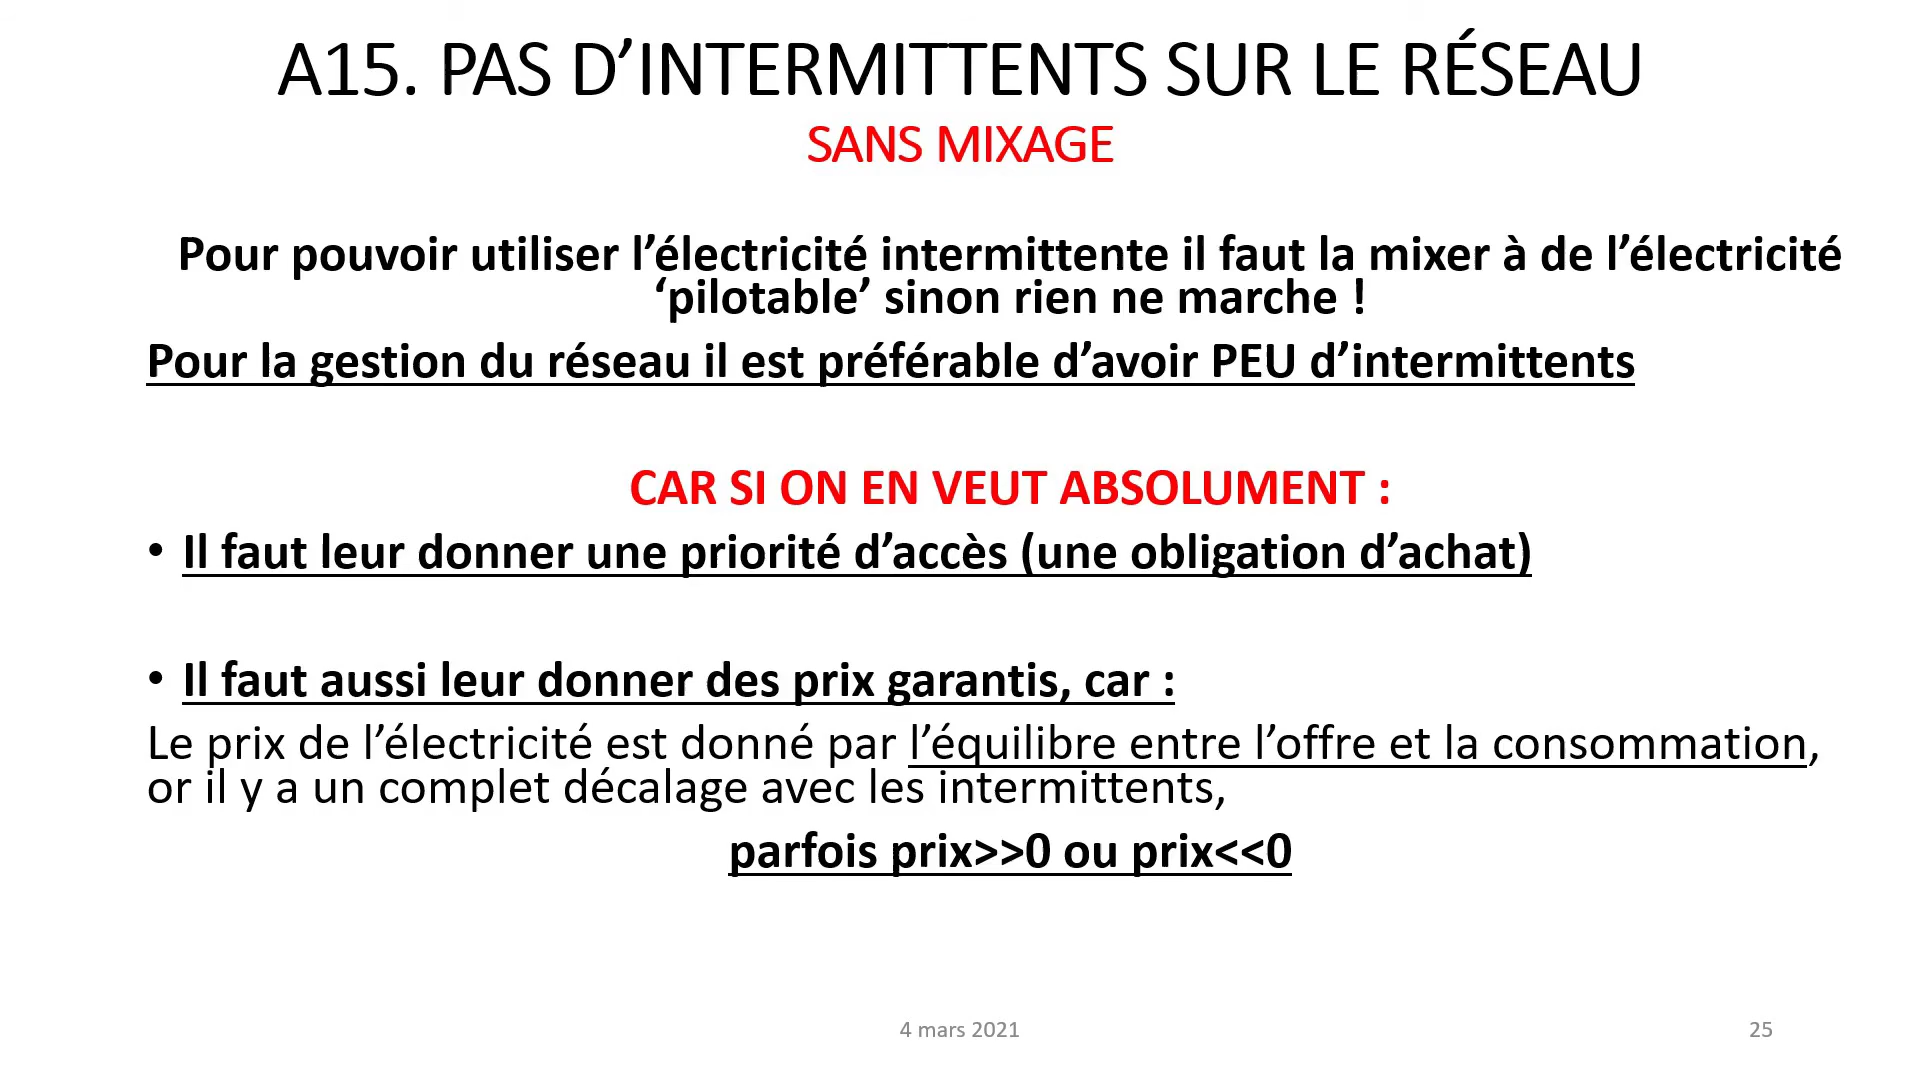 A15. PAS D’INTERMITTENTS SUR LE RÉSEAU
SANS MIXAGE
Pour pouvoir utiliser l’électricité intermittente il faut la mixer à de l’électricité
‘pilotable’ sinon rien ne marche !
Pour la gestion du réseau il est préférable d’avoir PEU d’intermittents
CAR SI ON EN VEUT ABSOLUMENT :
• Il faut leur donner une priorité d’accès (une obligation d’achat)
• Il faut aussi leur donner des prix garantis, car :
Le prix de l’électricité est donné par l’équilibre entre l’offre et la consommation,
or il y a un complet décalage avec les intermittents,
parfois prix>>0 ou prix<<0
4 mars 2021
25